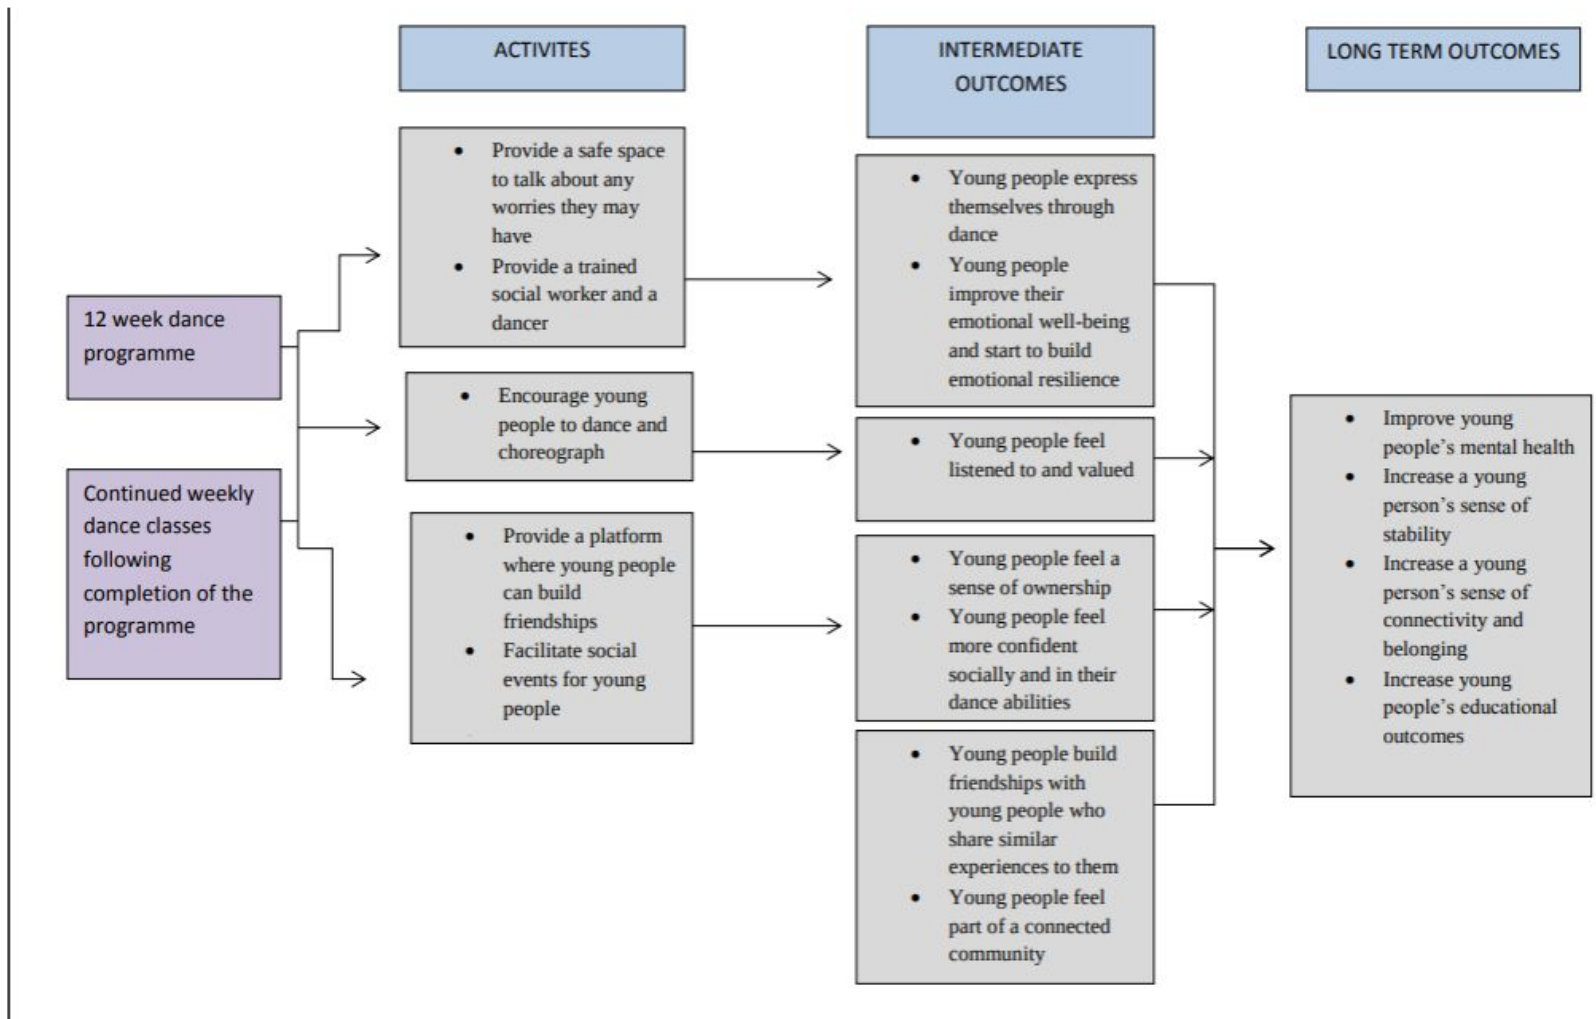 ACTIVITES
INTERMEDIATE
OUTCOMES
LONG TERM OUTCOMES
12 week dance
programme
Continued weekly
dance classes
following
completion of the
programme
• Provide a safe space
to talk about any
worries they may
have
• Provide a trained
social worker and a
dancer
• Encourage young
people to dance and
choreograph
• Provide a platform
where young people
can build
friendships
• Facilitate social
events for young
people
• Young people express
themselves through
dance
• Young people
improve their
emotional well-being
and start to build
emotional resilience
• Young people feel
listened to and valued
• Young people feel a
sense of ownership
• Young people feel
more confident
socially and in their
dance abilities
• Young people build
friendships with
young people who
share similar
experiences to them
• Young people feel
part of a connected
community
• Improve young
people's mental health
• Increase a young
person's sense of
stability
• Increase a young
person's sense of
connectivity and
belonging
• Increase young
people's educational
outcomes